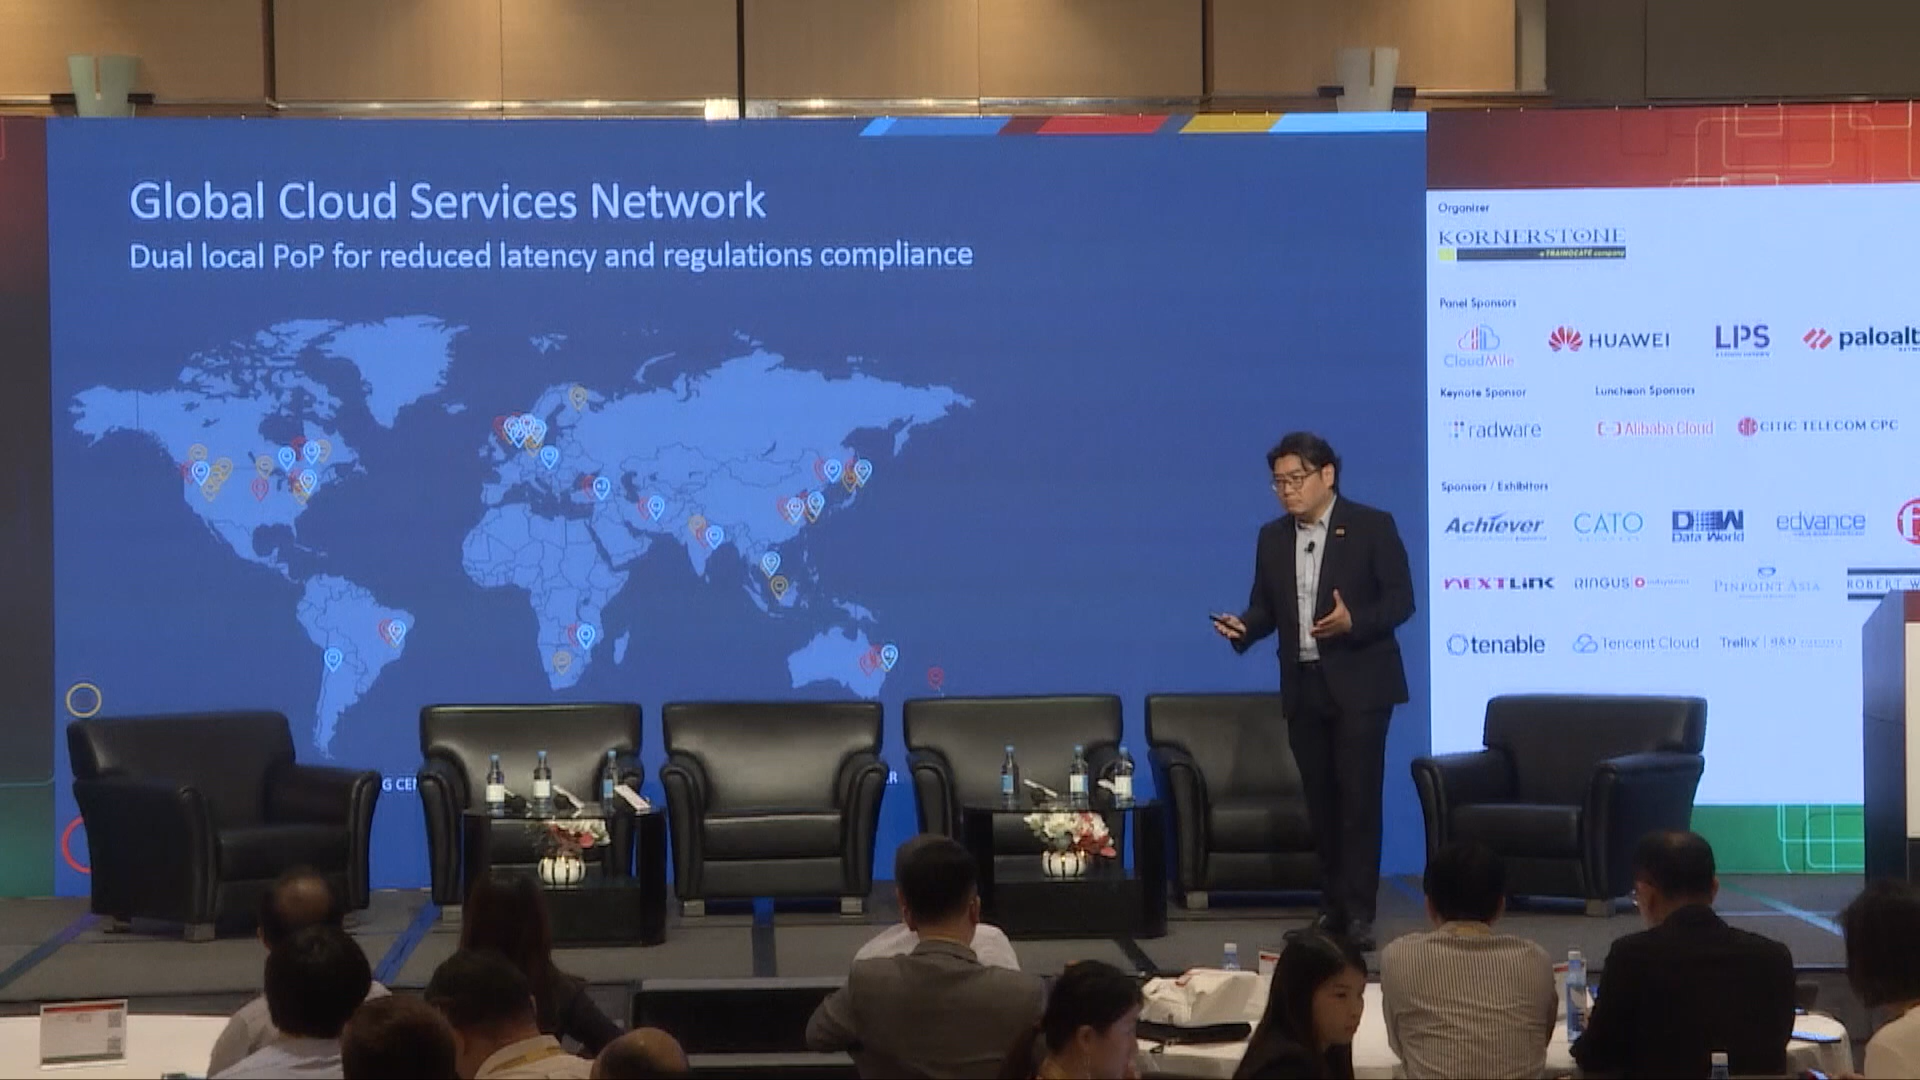 Global Cloud Services Network
Dual local PoP for reduced latency and regulations compliance
Organizer
KORNERSTONE
a TRAINOCATE company
Panel Sponsors
CloudMile
HUAWEI
LPS
paloalt
Keynote Sponsor
Luncheon Sponsors
radware
Alibaba Cloud
CITIC TELECOM CPC
Sponsors / Exhibitors
Achiever
CATO
Data World
edvance
NEXTLINK
RINGUS
PINPOINT ASIA
ROBERT W
tenable
Tencent Cloud
Trellix